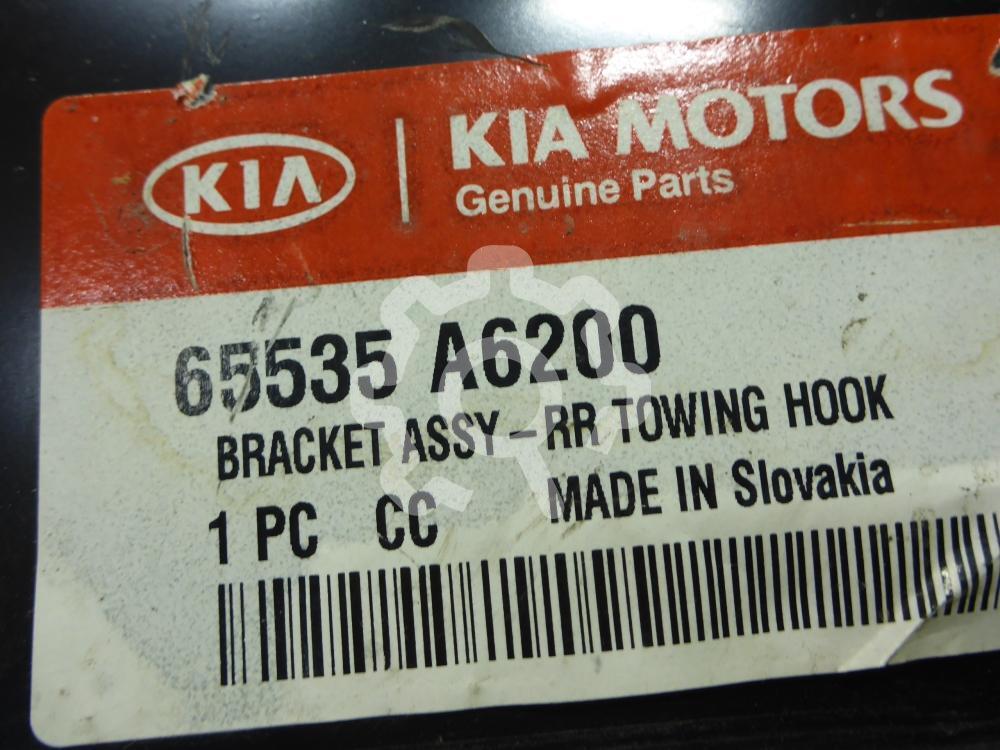 KIA
KIA MOTORS
Genuine Parts
65535 A6200
BRACKET ASSY-RR TOWING HOOK
1 PC CC MADE IN Slovakia